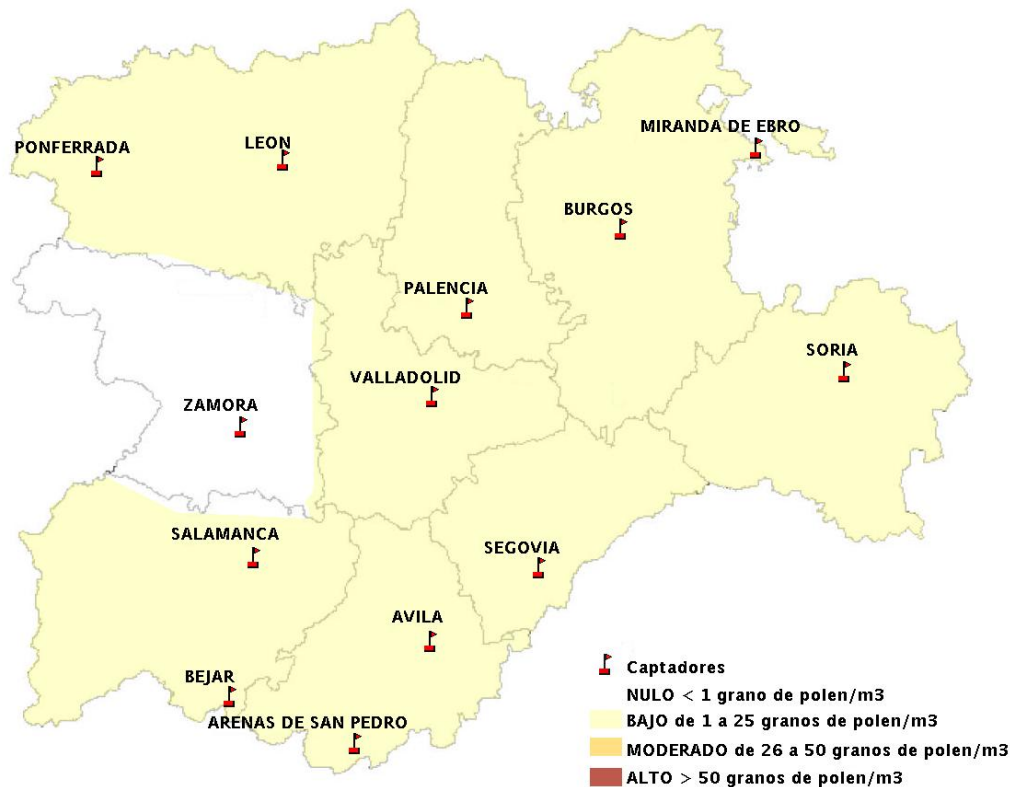 MIRANDA DE EBRO
PONFERRADA
LEON
BURGOS
PALENCIA
SORIA
VALLADOLID
ZAMORA
SALAMANCA
SEGOVIA
AVILA
BEJAR
ARENAS DE SAN PEDRO
Captadores
NULO < 1 grano de polen/m3
BAJO de 1 a 25 granos de polen/m3
MODERADO de 26 a 50 granos de polen/m3
ALTO > 50 granos de polen/m3